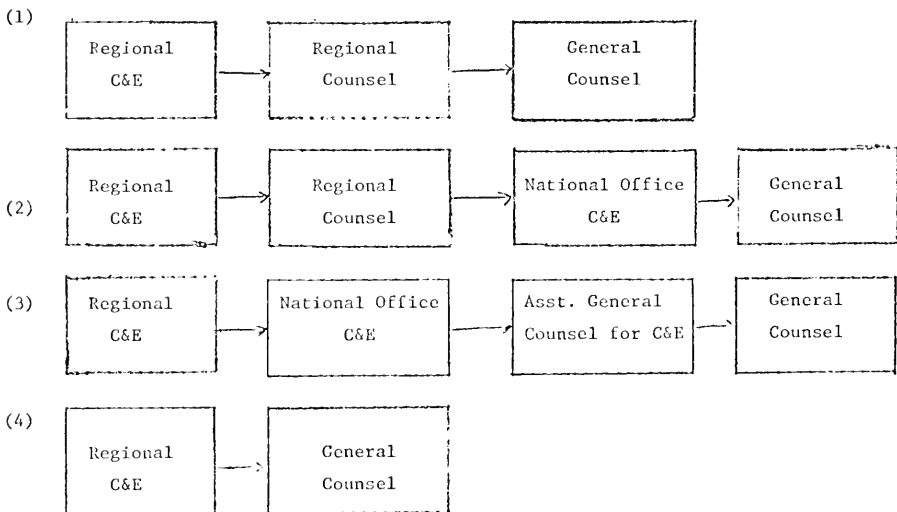 (1)
Regional
C&E
Regional
Counsel
General
Counsel
(2)
Regional
C&E
Regional
Counsel
National Office
C&E
General
Counsel
(3)
Regional
C&E
National Office
C&E
Asst. General
Counsel for C&E
General
Counsel
(4)
Regional
C&E
General
Counsel